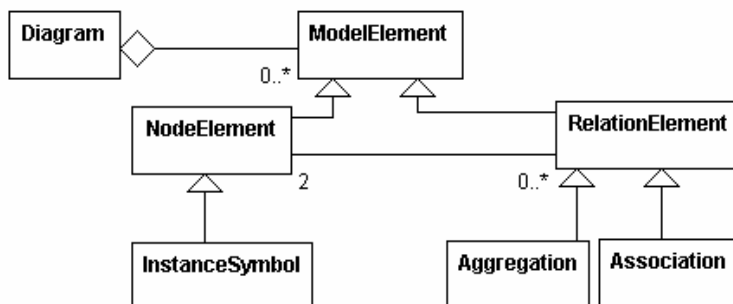 Diagram
ModelElement
0..*
NodeElement
RelationElement
2
0..*
InstanceSymbol
Aggregation
Association